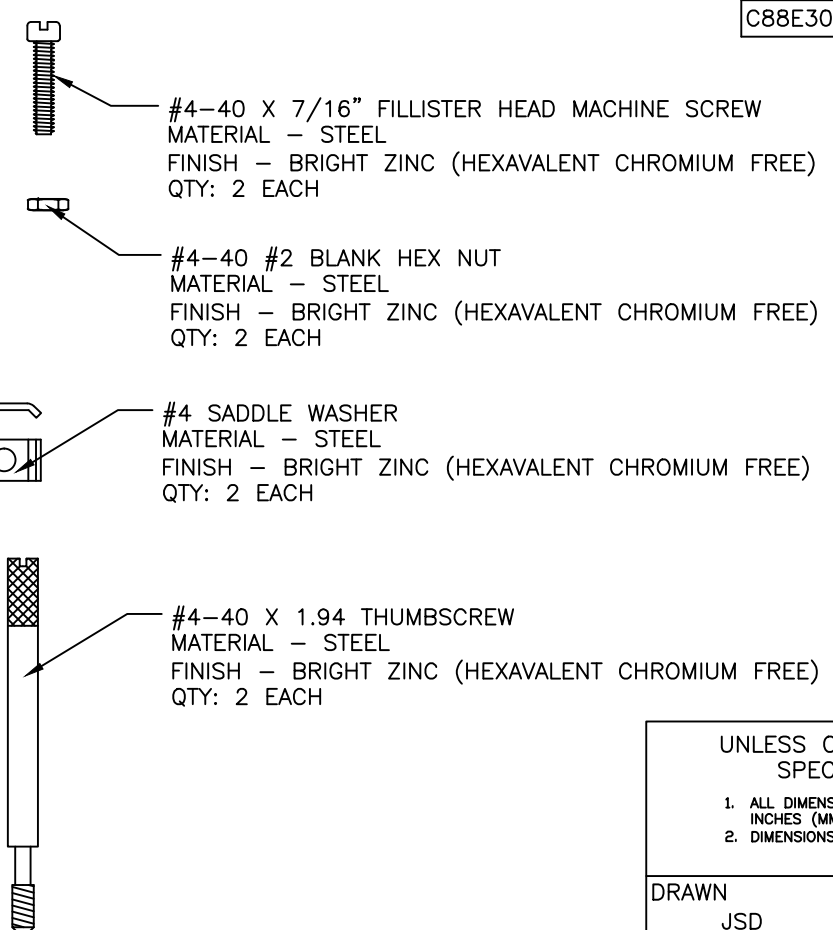 C88E30
#4-40 X 7/16" FILLISTER HEAD MACHINE SCREW
MATERIAL – STEEL
FINISH – BRIGHT ZINC (HEXAVALENT CHROMIUM FREE)
QTY: 2 EACH
#4-40 #2 BLANK HEX NUT
MATERIAL – STEEL
FINISH – BRIGHT ZINC (HEXAVALENT CHROMIUM FREE)
QTY: 2 EACH
#4 SADDLE WASHER
MATERIAL – STEEL
FINISH – BRIGHT ZINC (HEXAVALENT CHROMIUM FREE)
QTY: 2 EACH
#4-40 X 1.94 THUMBSCREW
MATERIAL – STEEL
FINISH – BRIGHT ZINC (HEXAVALENT CHROMIUM FREE)
QTY: 2 EACH
UNLESS
SPEC
1. ALL DIMENS
INCHES (MM
2. DIMENSIONS
DRAWN
JSD